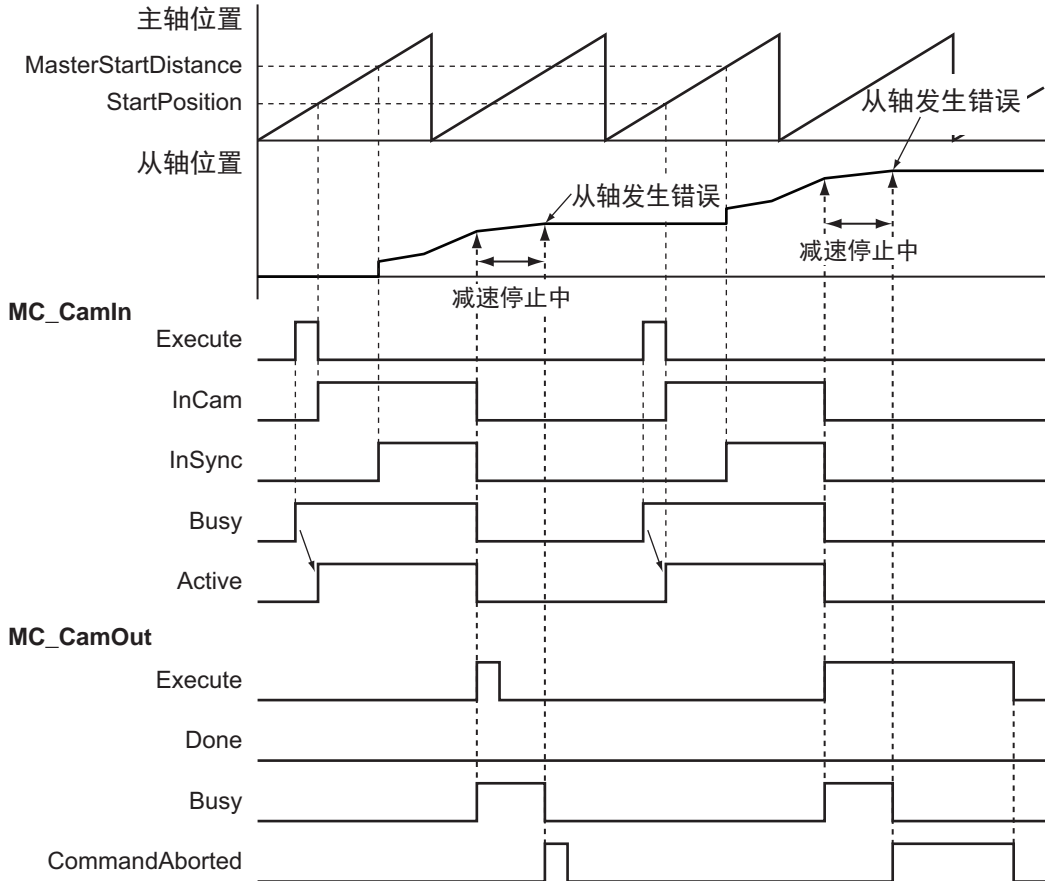 主轴位置
MasterStartDistance
StartPosition
从轴发生错误
从轴位置
从轴发生错误
减速停止中
减速停止中
MC_CamIn
Execute
InCam
InSync
Busy
Active
MC_CamOut
Execute
Done
Busy
CommandAborted